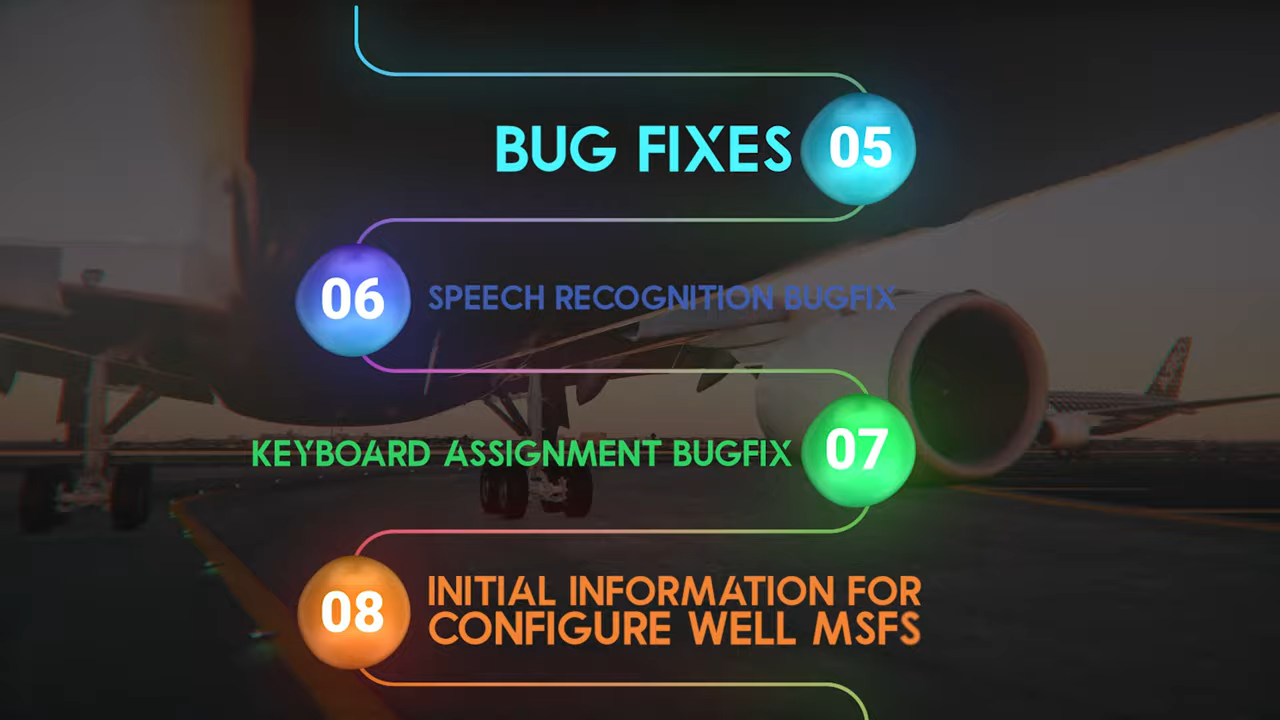 BUG FIXES 05
06 SPEECH RECOGNITION BUGFIX
KEYBOARD ASSIGNMENT BUGFIX 07
08 INITIAL INFORMATION FOR
CONFIGURE WELL MSFS